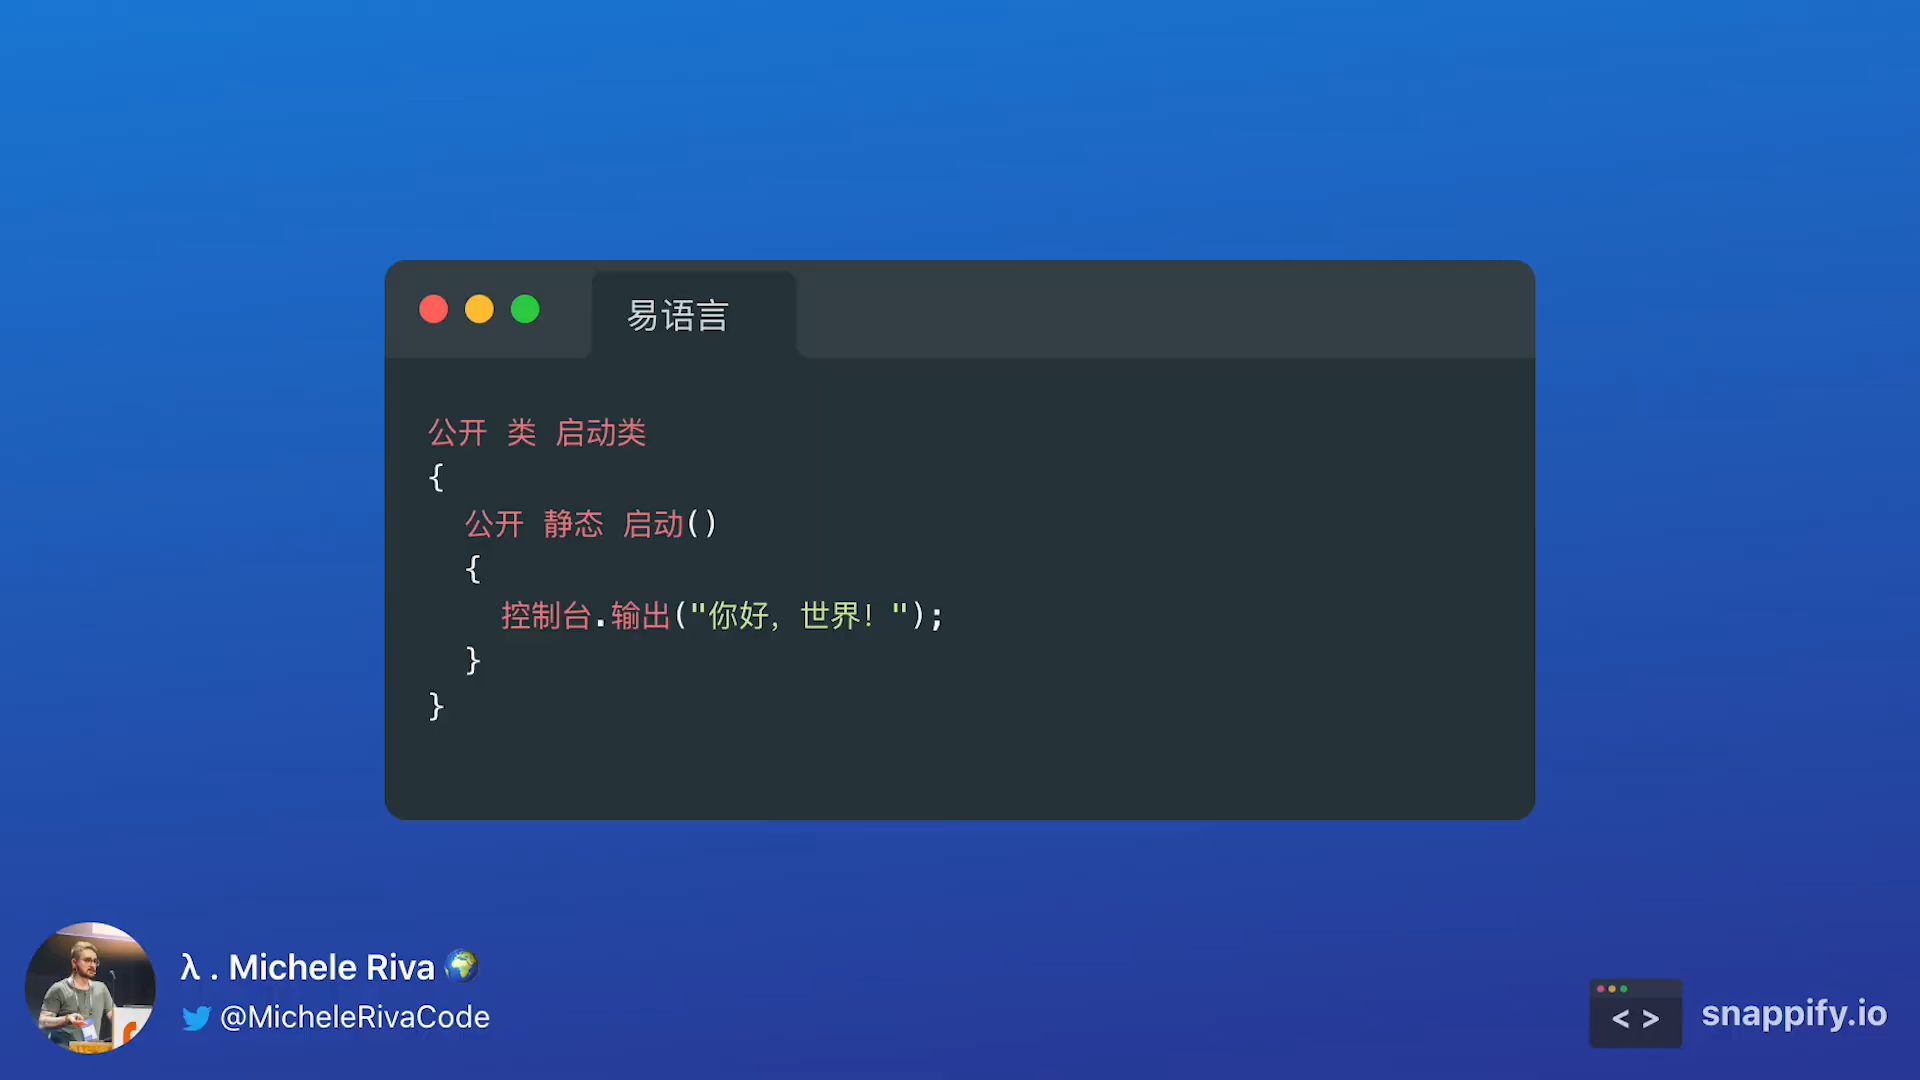 易语言
公开 类 启动类
{
公开 静态 启动()
{
控制台.输出("你好，世界！");
}
}
λ . Michele Riva
@MicheleRivaCode
< >
snappify.io